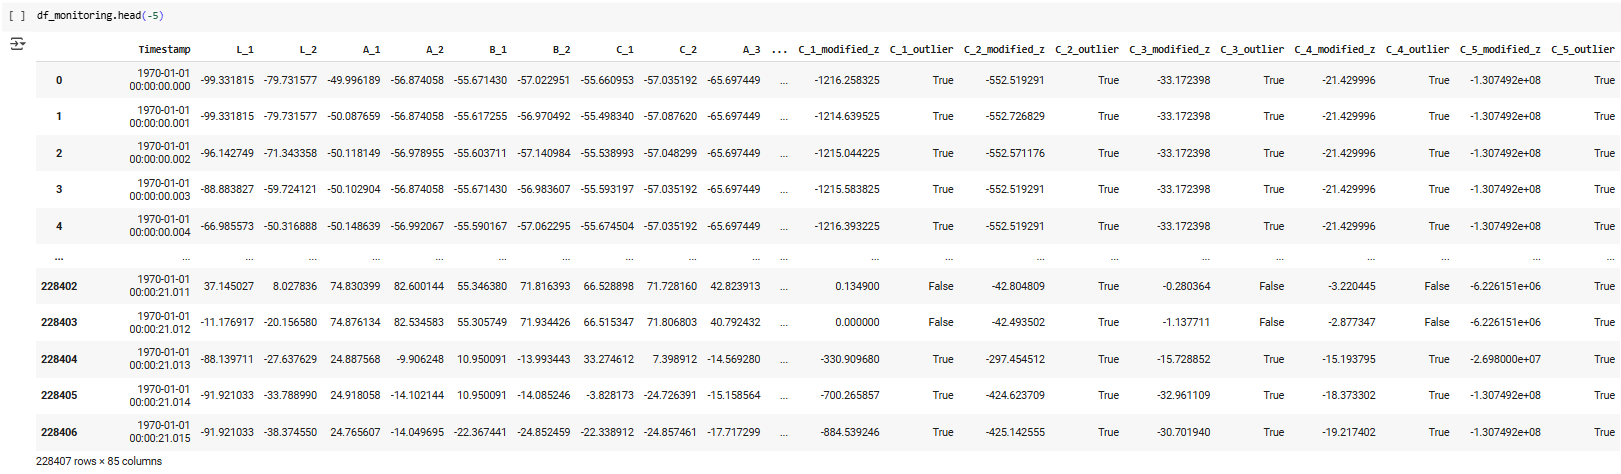 [ ] df_monitoring.head(-5)
Timestamp L_1 L_2 A_1 A_2 B_1 B_2 C_1 C_2 A_3 ... C_1_modified_z C_1_outlier C_2_modified_z C_2_outlier C_3_modified_z C_3_outlier C_4_modified_z C_4_outlier C_5_modified_z C_5_outlier
0 1970-01-01 00:00:00.000 -99.331815 -79.731577 -49.996189 -56.874058 -55.671430 -57.022951 -55.660953 -57.035192 -65.697449 ... -1216.258325 True -552.519291 True -33.172398 True -21.429996 True -1.307492e+08 True
1 1970-01-01 00:00:00.001 -99.331815 -79.731577 -50.087659 -56.874058 -55.617255 -56.970492 -55.498340 -57.087620 -65.697449 ... -1214.639525 True -552.726829 True -33.172398 True -21.429996 True -1.307492e+08 True
2 1970-01-01 00:00:00.002 -96.142749 -71.343358 -50.118149 -56.978955 -55.603711 -57.140984 -55.538993 -57.048299 -65.697449 ... -1215.044225 True -552.571176 True -33.172398 True -21.429996 True -1.307492e+08 True
3 1970-01-01 00:00:00.003 -88.883827 -59.724121 -50.102904 -56.874058 -55.671430 -56.983607 -55.593197 -57.035192 -65.697449 ... -1215.583825 True -552.519291 True -33.172398 True -21.429996 True -1.307492e+08 True
4 1970-01-01 00:00:00.004 -66.985573 -50.316888 -50.148639 -56.992067 -55.590167 -57.062295 -55.674504 -57.035192 -65.697449 ... -1216.393225 True -552.519291 True -33.172398 True -21.429996 True -1.307492e+08 True
... ... ... ... ... ... ... ... ... ... ... ... ... ... ... ... ... ... ... ... ...
228402 1970-01-01 00:00:21.011 37.145027 8.027836 74.830399 82.600144 55.346380 71.816393 66.528898 71.728160 42.823913 ... 0.134900 False -42.804809 True -0.280364 False -3.220445 False -6.226151e+06 True
228403 1970-01-01 00:00:21.012 -11.176917 -20.156580 74.876134 82.534583 55.305749 71.934426 66.515347 71.806803 40.792432 ... 0.000000 False -42.493502 True -1.137711 False -2.877347 False -6.226151e+06 True
228404 1970-01-01 00:00:21.013 -88.139711 -27.637629 24.887568 -9.906248 10.950091 -13.993443 33.274612 7.398912 -14.569280 ... -330.909680 True -297.454512 True -15.728852 True -15.193795 True -2.698000e+07 True
228405 1970-01-01 00:00:21.014 -91.921033 -33.788990 24.918058 -14.102144 10.950091 -14.085246 -3.828173 -24.726391 -15.158564 ... -700.265857 True -424.623709 True -32.961109 True -18.373302 True -1.307492e+08 True
228406 1970-01-01 00:00:21.015 -91.921033 -38.374550 24.765607 -14.049695 -22.367441 -24.852459 -22.338912 -24.857461 -17.717299 ... -884.539246 True -425.142555 True -30.701940 True -19.217402 True -1.307492e+08 True
228407 rows × 85 columns